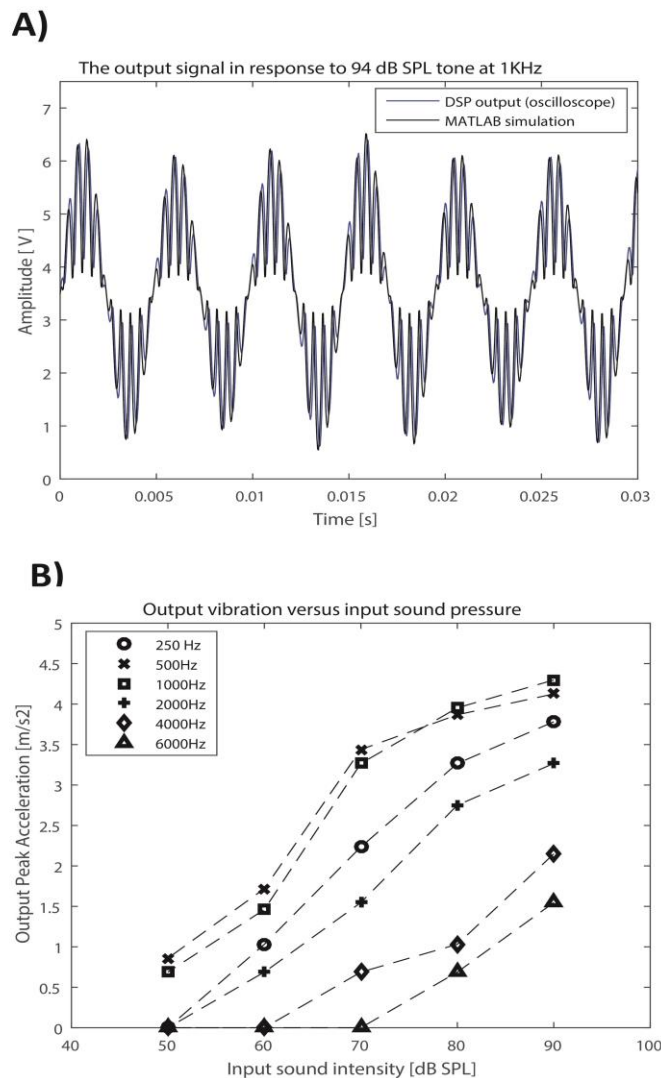 A)
The output signal in response to 94 dB SPL tone at 1KHz
DSP output (oscilloscope)
MATLAB simulation
Amplitude [ V]
7
6
5
4
3
2
1
0
0 0.005 0.01 0.015 0.02 0.025 0.03
Time [s]
B)
Output vibration versus input sound pressure
250 Hz
500Hz
1000Hz
2000Hz
4000Hz
6000Hz
Output Peak Acceleration [m/s2]
5
4.5
4
3.5
3
2.5
2
1.5
1
0.5
0
40 50 60 70 80 90 100
Input sound intensity [dB SPL]